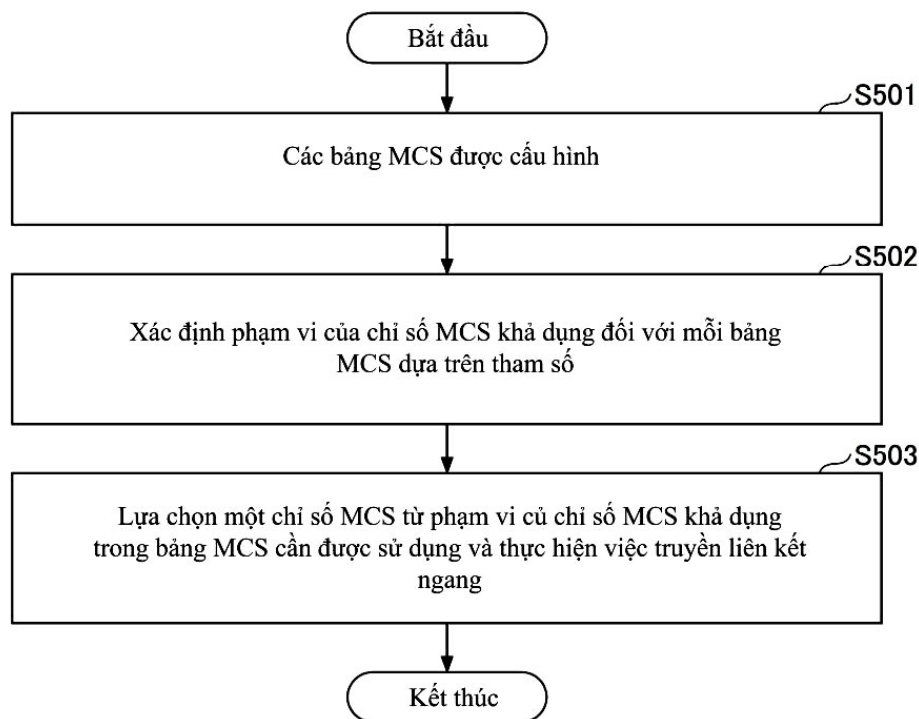 Bắt đầu
S501
Các bảng MCS được cấu hình
S502
Xác định phạm vi của chỉ số MCS khả dụng đối với mỗi bảng
MCS dựa trên tham số
S503
Lựa chọn một chỉ số MCS từ phạm vi củ chỉ số MCS khả dụng
trong bảng MCS cần được sử dụng và thực hiện việc truyền liên kết
ngang
Kết thúc